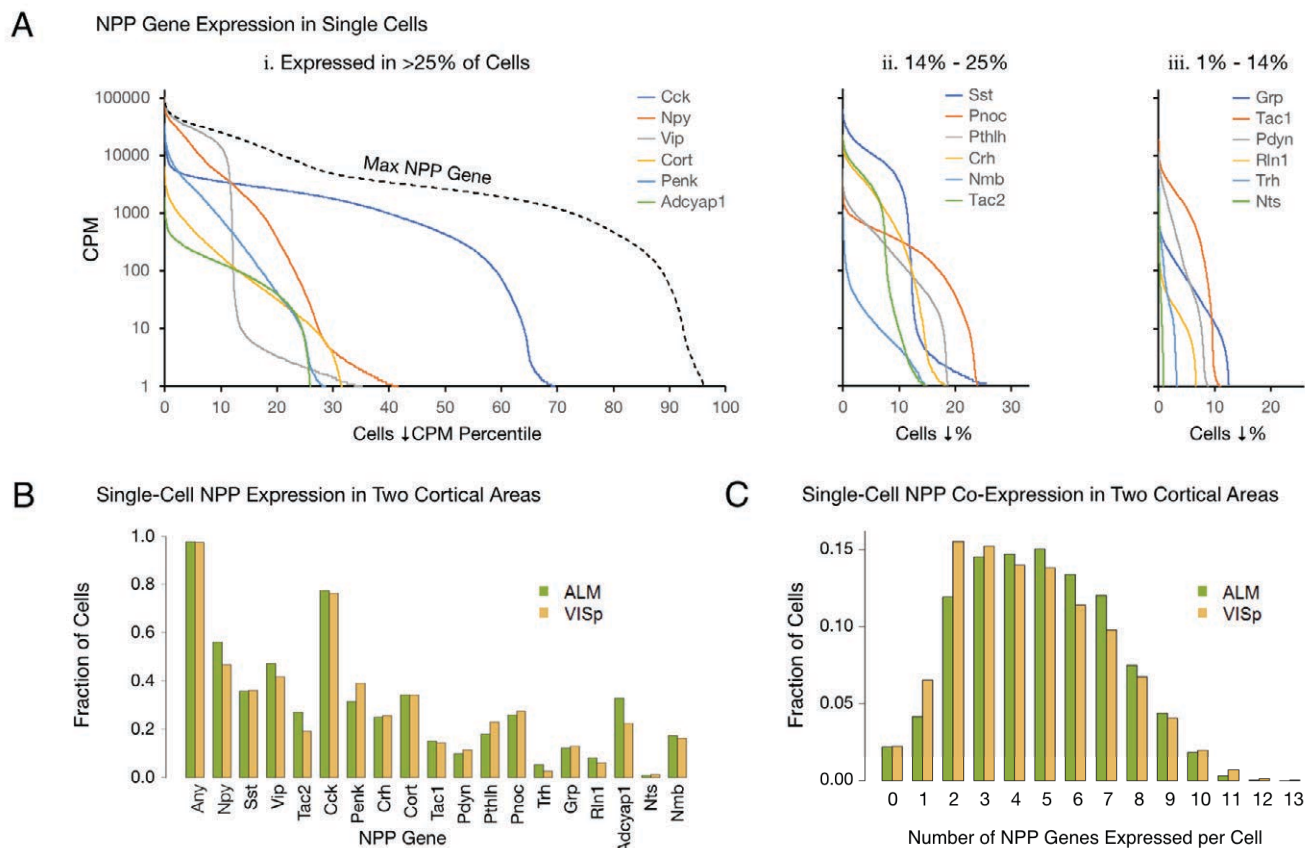 A
NPP Gene Expression in Single Cells
i. Expressed in >25% of Cells
ii. 14% - 25%
iii. 1% - 14%
CPM
100000
10000
1000
100
10
1
Max NPP Gene
Cck
Npy
Vip
Cort
Penk
Adcyap1
Sst
Pnoc
Pthlh
Crh
Nmb
Tac2
Grp
Tac1
Pdyn
Rln1
Trh
Nts
0 10 20 30 40 50 60 70 80 90 100
0 10 20 30
0 10 20
Cells ↓CPM Percentile
Cells ↓%
Cells ↓%
B
Single-Cell NPP Expression in Two Cortical Areas
Fraction of Cells
1.0
0.8
0.6
0.4
0.2
0.0
ALM
VISp
Any Npy Sst Vip Tac2 Cck Penk Crh Cort Tac1 Pdyn Pthlh Pnoc Trh Grp Rln1 Adcyap1 Nts Nmb
NPP Gene
C
Single-Cell NPP Co-Expression in Two Cortical Areas
Fraction of Cells
0.15
0.10
0.05
0.00
ALM
VISp
0 1 2 3 4 5 6 7 8 9 10 11 12 13
Number of NPP Genes Expressed per Cell